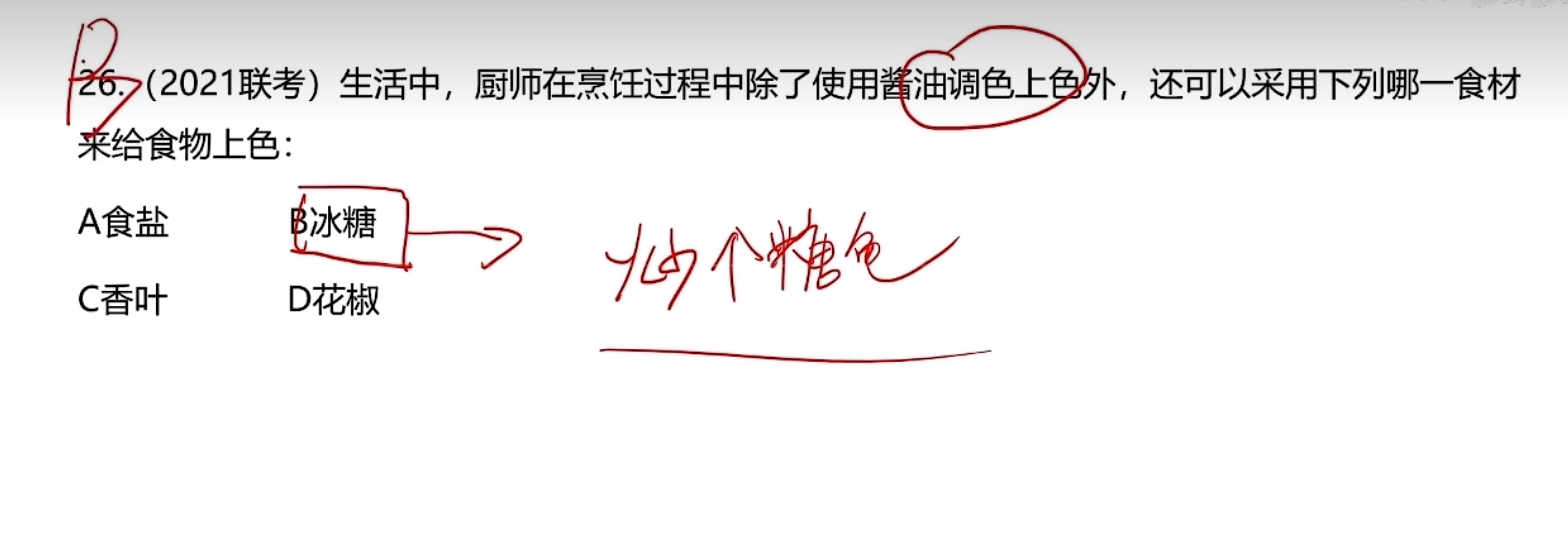 B
26.（2021联考）生活中，厨师在烹饪过程中除了使用酱油调色上色外，还可以采用下列哪一食材
来给食物上色：
A食盐 B冰糖
炒个糖色
C香叶 D花椒